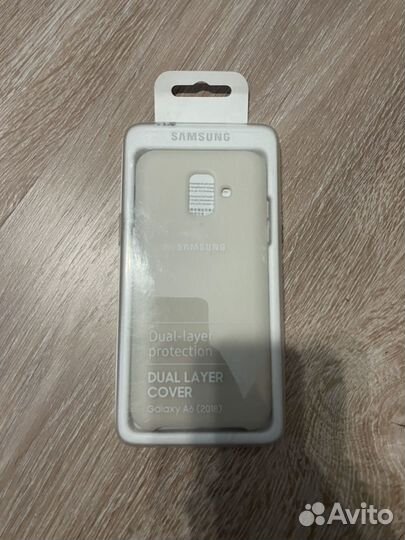 SAMSUNG
SAMSUNG
Dual-layer
protection
DUAL LAYER
COVER
Galaxy A6 (2018)
Avito